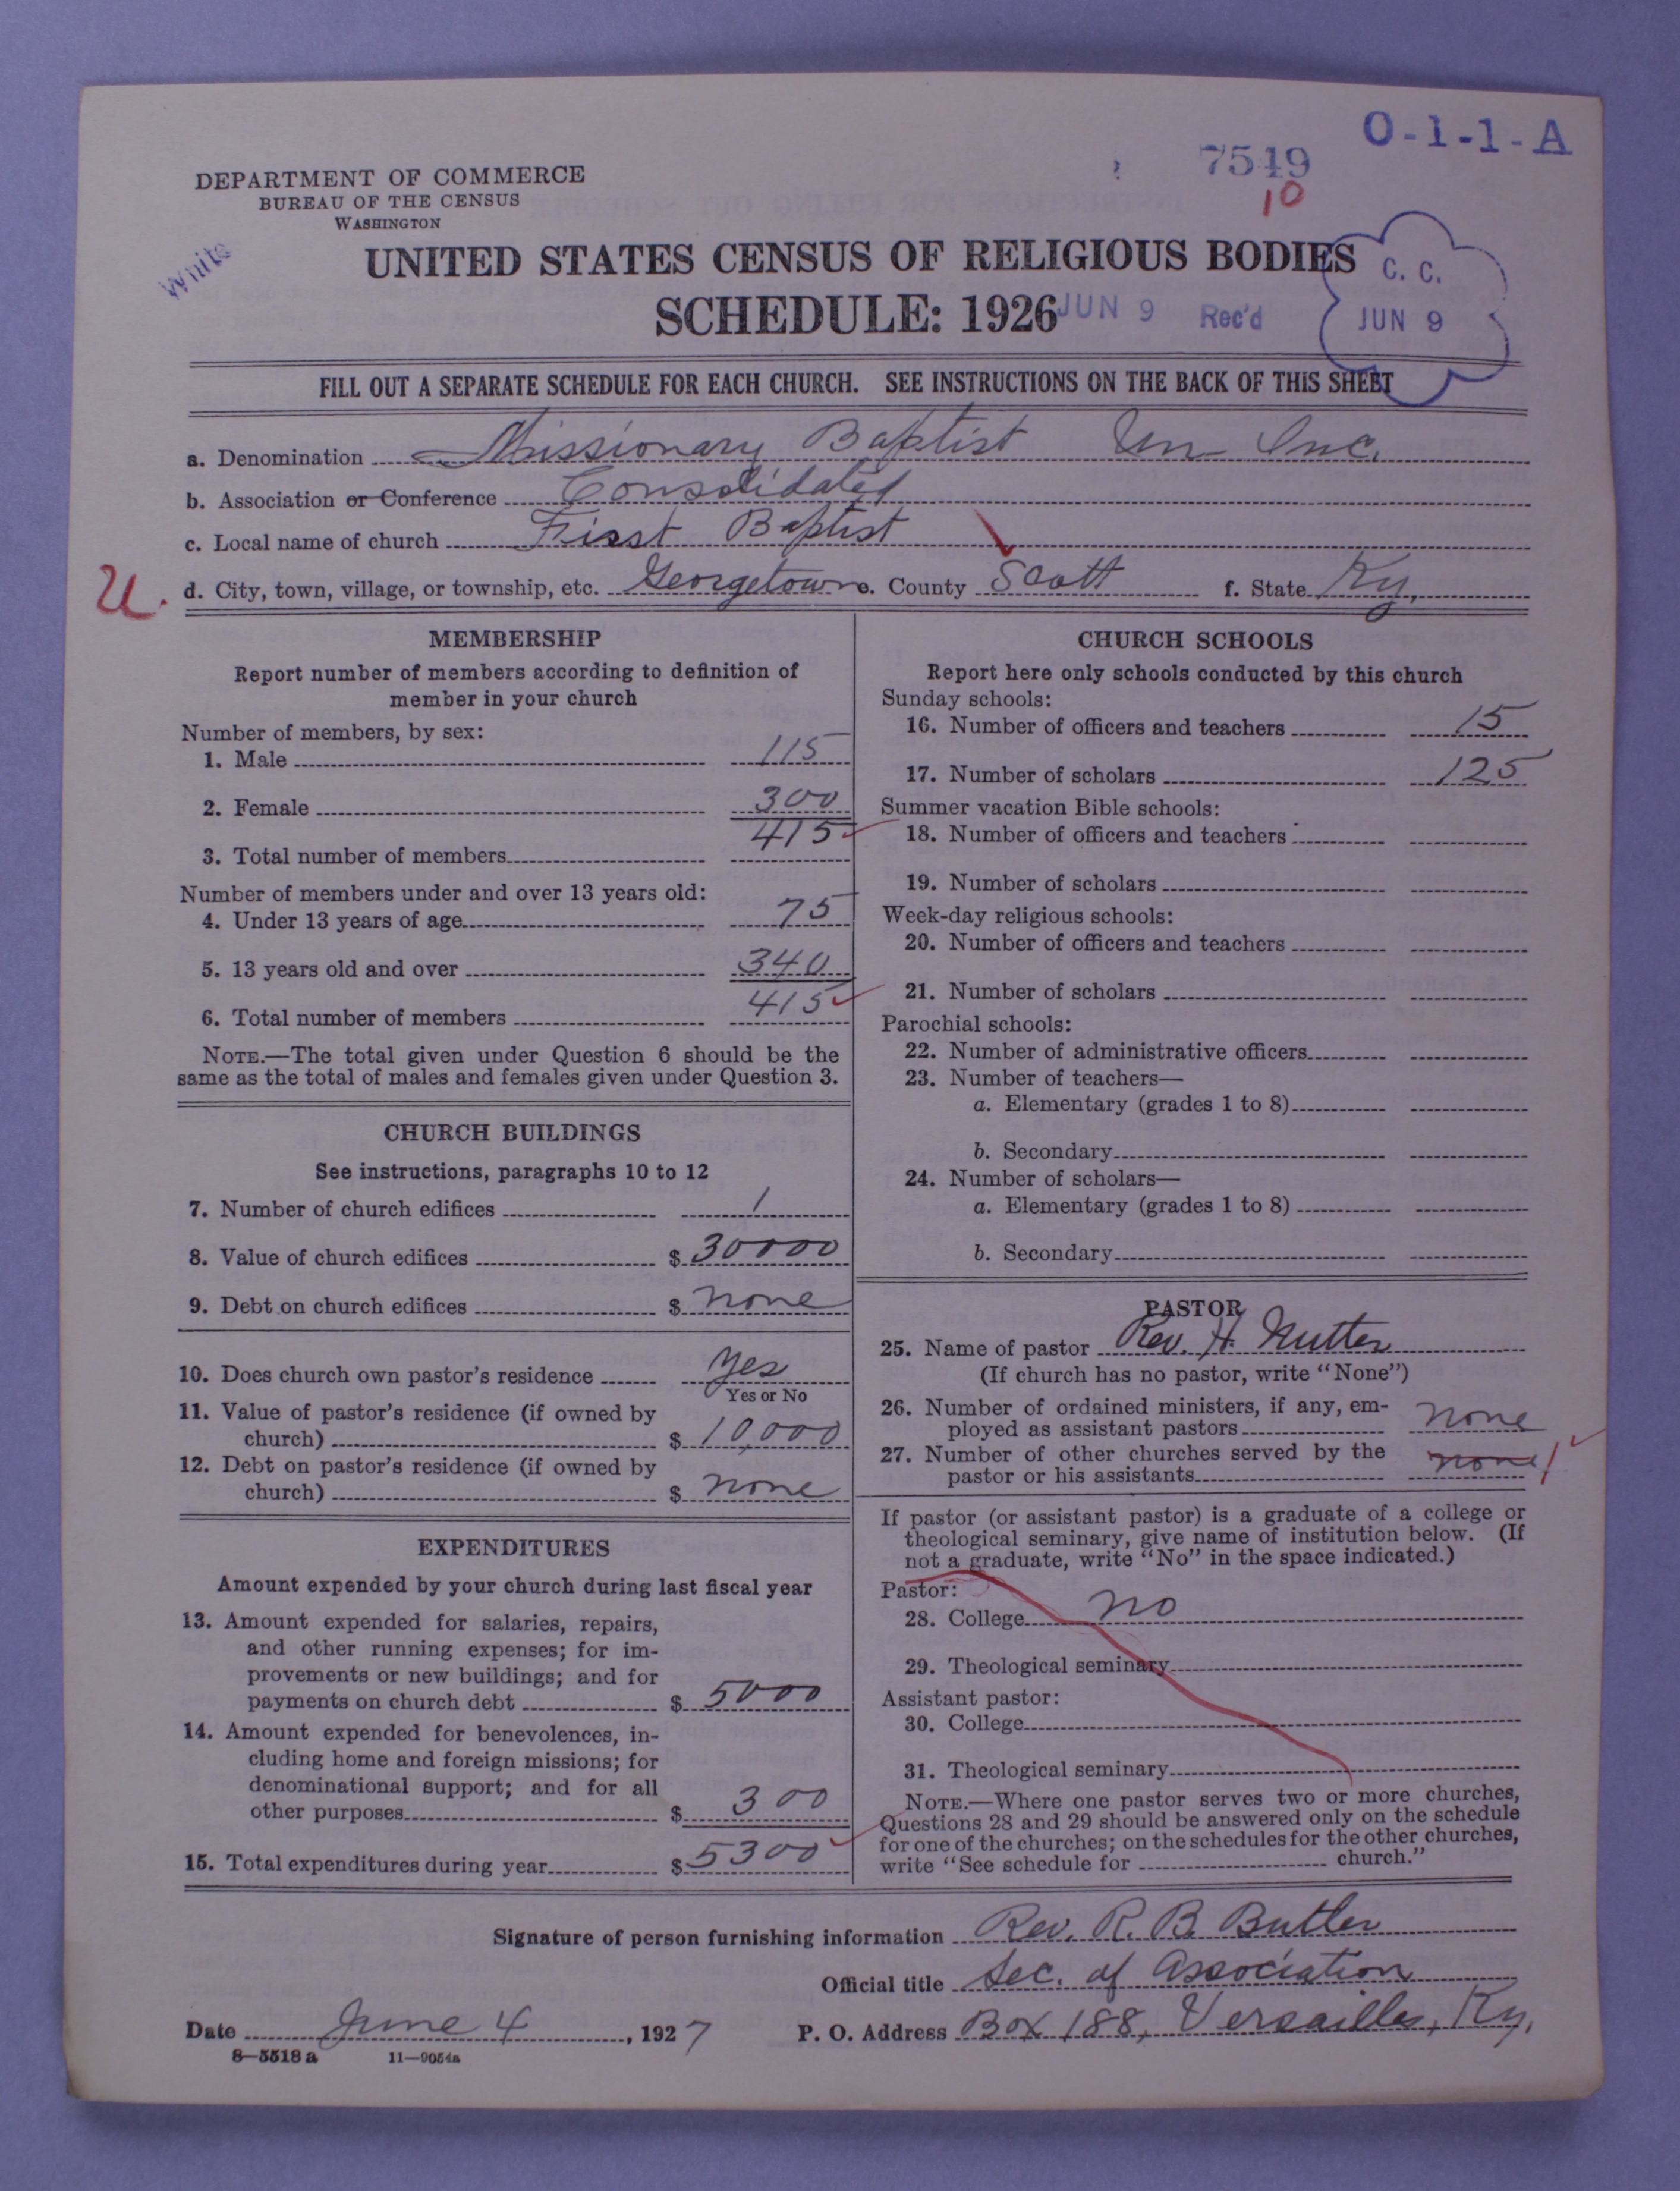 O-1-1-A
7519
10
DEPARTMENT OF COMMERCE
BUREAU OF THE CENSUS
WASHINGTON
White
UNITED STATES CENSUS OF RELIGIOUS BODIES
SCHEDULE: 1926
JUN 9 Rec'd
C. C.
JUN 9
FILL OUT A SEPARATE SCHEDULE FOR EACH CHURCH. SEE INSTRUCTIONS ON THE BACK OF THIS SHEET
a. Denomination Missionary Baptist Un Inc.
b. Association or Conference Consolidated
c. Local name of church First Baptist
U. d. City, town, village, or township, etc. Georgetown e. County Scott f. State Ky.
MEMBERSHIP
Report number of members according to definition of
member in your church
Number of members, by sex:
1. Male 115
2. Female 300
3. Total number of members 415
Number of members under and over 13 years old:
4. Under 13 years of age 75
5. 13 years old and over 340
6. Total number of members 415
NOTE.—The total given under Question 6 should be the
same as the total of males and females given under Question 3.
CHURCH BUILDINGS
See instructions, paragraphs 10 to 12
7. Number of church edifices 1
8. Value of church edifices $ 30000
9. Debt on church edifices $ none
10. Does church own pastor's residence yes
Yes or No
11. Value of pastor's residence (if owned by
church) $ 10,000
12. Debt on pastor's residence (if owned by
church) $ none
EXPENDITURES
Amount expended by your church during last fiscal year
13. Amount expended for salaries, repairs,
and other running expenses; for im-
provements or new buildings; and for
payments on church debt $ 5000
14. Amount expended for benevolences, in-
cluding home and foreign missions; for
denominational support; and for all
other purposes $ 300
15. Total expenditures during year $ 5300
CHURCH SCHOOLS
Report here only schools conducted by this church
Sunday schools:
16. Number of officers and teachers 15
17. Number of scholars 125
Summer vacation Bible schools:
18. Number of officers and teachers
19. Number of scholars
Week-day religious schools:
20. Number of officers and teachers
21. Number of scholars
Parochial schools:
22. Number of administrative officers
23. Number of teachers—
a. Elementary (grades 1 to 8)
b. Secondary
24. Number of scholars—
a. Elementary (grades 1 to 8)
b. Secondary
PASTOR
25. Name of pastor Rev. H. Nutter
(If church has no pastor, write "None")
26. Number of ordained ministers, if any, em-
ployed as assistant pastors none
27. Number of other churches served by the
pastor or his assistants none 1
If pastor (or assistant pastor) is a graduate of a college or
theological seminary, give name of institution below. (If
not a graduate, write "No" in the space indicated.)
Pastor:
28. College no
29. Theological seminary
Assistant pastor:
30. College
31. Theological seminary
NOTE.—Where one pastor serves two or more churches,
Questions 28 and 29 should be answered only on the schedule
for one of the churches; on the schedules for the other churches,
write "See schedule for church."
Signature of person furnishing information Rev. R. B. Butler
Official title Sec. of Association
Date June 4, 1927 P. O. Address Box 188, Versailles, Ky.
8—5518 a 11—9054a